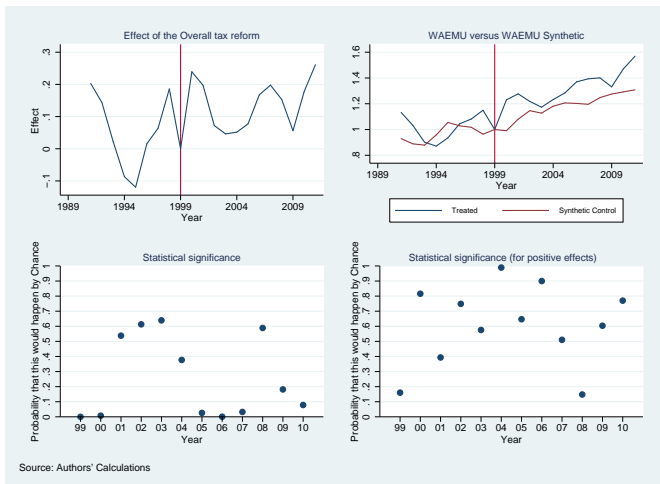 Effect of the Overall tax reform
Effect
.3
.2
.1
0
-.1
1989 1994 1999 2004 2009
Year
WAEMU versus WAEMU Synthetic
1.6
1.4
1.2
1
.8
1989 1994 1999 2004 2009
Year
Treated Synthetic Control
Statistical significance
Probability that this would happen by Chance
1
.9
.8
.7
.6
.5
.4
.3
.2
.1
0
99 00 01 02 03 04 05 06 07 08 09 10
Year
Statistical significance (for positive effects)
Probability that this would happen by Chance
1
.9
.8
.7
.6
.5
.4
.3
.2
.1
0
99 00 01 02 03 04 05 06 07 08 09 10
Year
Source: Authors' Calculations